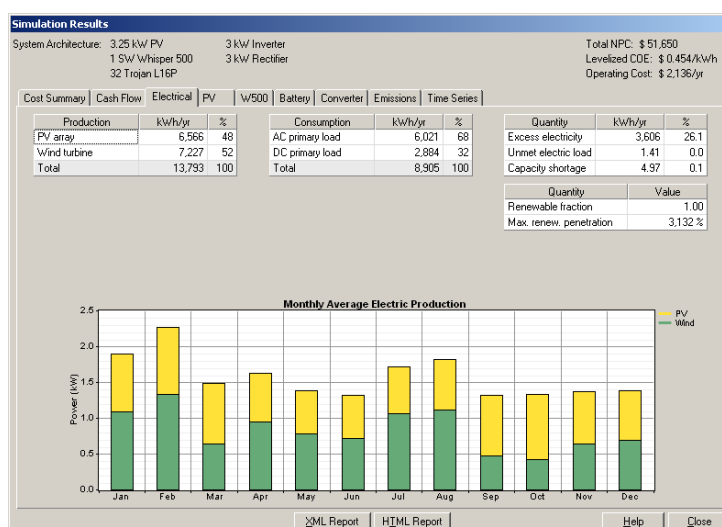 Simulation Results
System Architecture: 3.25 kW PV 3 kW Inverter Total NPC: $ 51,650
1 SW Whisper 500 3 kW Rectifier Levelized COE: $ 0.454/kWh
32 Trojan L16P Operating Cost: $ 2,136/yr
Cost Summary Cash Flow Electrical PV W500 Battery Converter Emissions Time Series
Production kWh/yr % Consumption kWh/yr % Quantity kWh/yr %
PV array 6,566 48 AC primary load 6,021 68 Excess electricity 3,606 26.1
Wind turbine 7,227 52 DC primary load 2,884 32 Unmet electric load 1.41 0.0
Total 13,793 100 Total 8,905 100 Capacity shortage 4.97 0.1
Quantity Value
Renewable fraction 1.00
Max. renew. penetration 3,132 %
Monthly Average Electric Production
2.5
2.0
1.5
1.0
0.5
0.0
Power (kW)
PV
Wind
Jan Feb Mar Apr May Jun Jul Aug Sep Oct Nov Dec
XML Report HTML Report Help Close